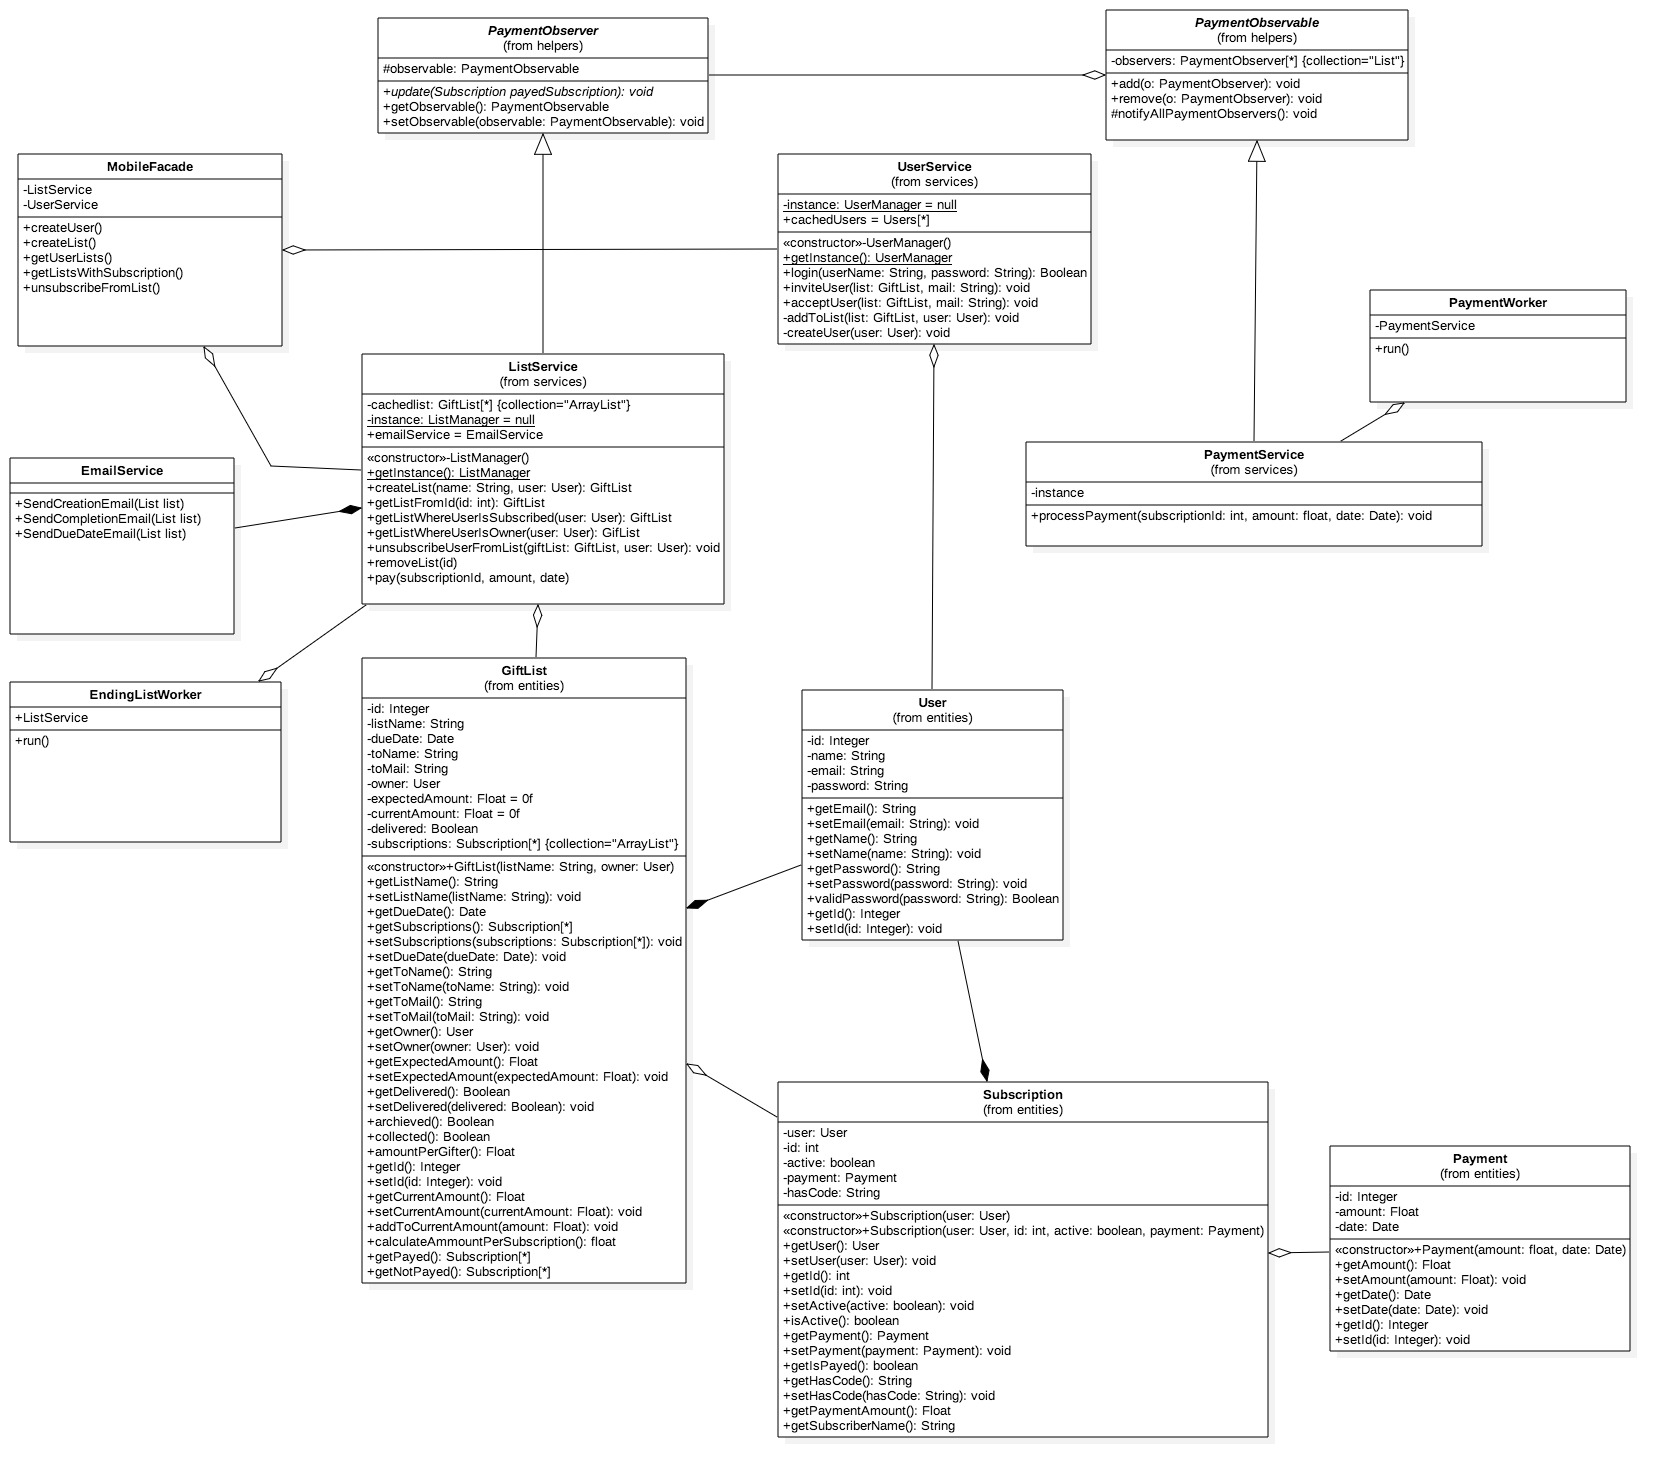 PaymentObserver
(from helpers)
#observable: PaymentObservable
+update(Subscription payedSubscription): void
+getObservable(): PaymentObservable
+setObservable(observable: PaymentObservable): void
PaymentObservable
(from helpers)
-observers: PaymentObserver[*] {collection="List"}
+add(o: PaymentObserver): void
+remove(o: PaymentObserver): void
#notifyAllPaymentObservers(): void
MobileFacade
-ListService
-UserService
+createUser()
+createList()
+getUserLists()
+getListsWithSubscription()
+unsubscribeFromList()
UserService
(from services)
-instance: UserManager = null
+cachedUsers = Users[*]
«constructor»-UserManager()
+getInstance(): UserManager
+login(userName: String, password: String): Boolean
+inviteUser(list: GiftList, mail: String): void
+acceptUser(list: GiftList, mail: String): void
-addToList(list: GiftList, user: User): void
-createUser(user: User): void
PaymentWorker
-PaymentService
+run()
ListService
(from services)
-cachedlist: GiftList[*] {collection="ArrayList"}
-instance: ListManager = null
+emailService = EmailService
«constructor»-ListManager()
+getInstance(): ListManager
+createList(name: String, user: User): GiftList
+getListFromId(id: int): GiftList
+getListWhereUserIsSubscribed(user: User): GiftList
+getListWhereUserIsOwner(user: User): GifList
+unsubscribeUserFromList(giftList: GiftList, user: User): void
+removeList(id)
+pay(subscriptionId, amount, date)
PaymentService
(from services)
-instance
+processPayment(subscriptionId: int, amount: float, date: Date): void
EmailService
+SendCreationEmail(List list)
+SendCompletionEmail(List list)
+SendDueDateEmail(List list)
EndingListWorker
+ListService
+run()
GiftList
(from entities)
-id: Integer
-listName: String
-dueDate: Date
-toName: String
-toMail: String
-owner: User
-expectedAmount: Float = 0f
-currentAmount: Float = 0f
-delivered: Boolean
-subscriptions: Subscription[*] {collection="ArrayList"}
«constructor»+GiftList(listName: String, owner: User)
+getListName(): String
+setListName(listName: String): void
+getDueDate(): Date
+getSubscriptions(): Subscription[*]
+setSubscriptions(subscriptions: Subscription[*]): void
+setDueDate(dueDate: Date): void
+getToName(): String
+setToName(toName: String): void
+getToMail(): String
+setToMail(toMail: String): void
+getOwner(): User
+setOwner(owner: User): void
+getExpectedAmount(): Float
+setExpectedAmount(expectedAmount: Float): void
+getDelivered(): Boolean
+setDelivered(delivered: Boolean): void
+archieved(): Boolean
+collected(): Boolean
+amountPerGifter(): Float
+getId(): Integer
+setId(id: Integer): void
+getCurrentAmount(): Float
+setCurrentAmount(currentAmount: Float): void
+addToCurrentAmount(amount: Float): void
+calculateAmmountPerSubscription(): float
+getPayed(): Subscription[*]
+getNotPayed(): Subscription[*]
User
(from entities)
-id: Integer
-name: String
-email: String
-password: String
+getEmail(): String
+setEmail(email: String): void
+getName(): String
+setName(name: String): void
+getPassword(): String
+setPassword(password: String): void
+validPassword(password: String): Boolean
+getId(): Integer
+setId(id: Integer): void
Subscription
(from entities)
-user: User
-id: int
-active: boolean
-payment: Payment
-hasCode: String
«constructor»+Subscription(user: User)
«constructor»+Subscription(user: User, id: int, active: boolean, payment: Payment)
+getUser(): User
+setUser(user: User): void
+getId(): int
+setId(id: int): void
+setActive(active: boolean): void
+isActive(): boolean
+getPayment(): Payment
+setPayment(payment: Payment): void
+getIsPayed(): boolean
+getHasCode(): String
+setHasCode(hasCode: String): void
+getPaymentAmount(): Float
+getSubscriberName(): String
Payment
(from entities)
-id: Integer
-amount: Float
-date: Date
«constructor»+Payment(amount: float, date: Date)
+getAmount(): Float
+setAmount(amount: Float): void
+getDate(): Date
+setDate(date: Date): void
+getId(): Integer
+setId(id: Integer): void